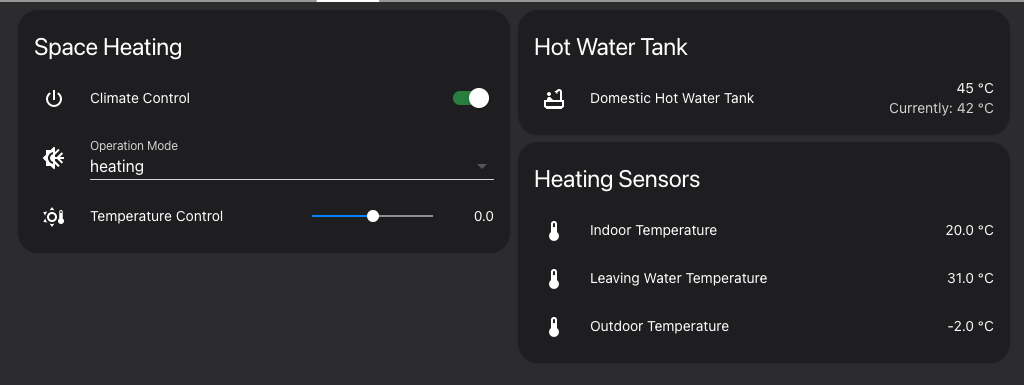 Space Heating
Climate Control
Operation Mode
heating
Temperature Control 0.0
Hot Water Tank
Domestic Hot Water Tank 45 °C
Currently: 42 °C
Heating Sensors
Indoor Temperature 20.0 °C
Leaving Water Temperature 31.0 °C
Outdoor Temperature -2.0 °C